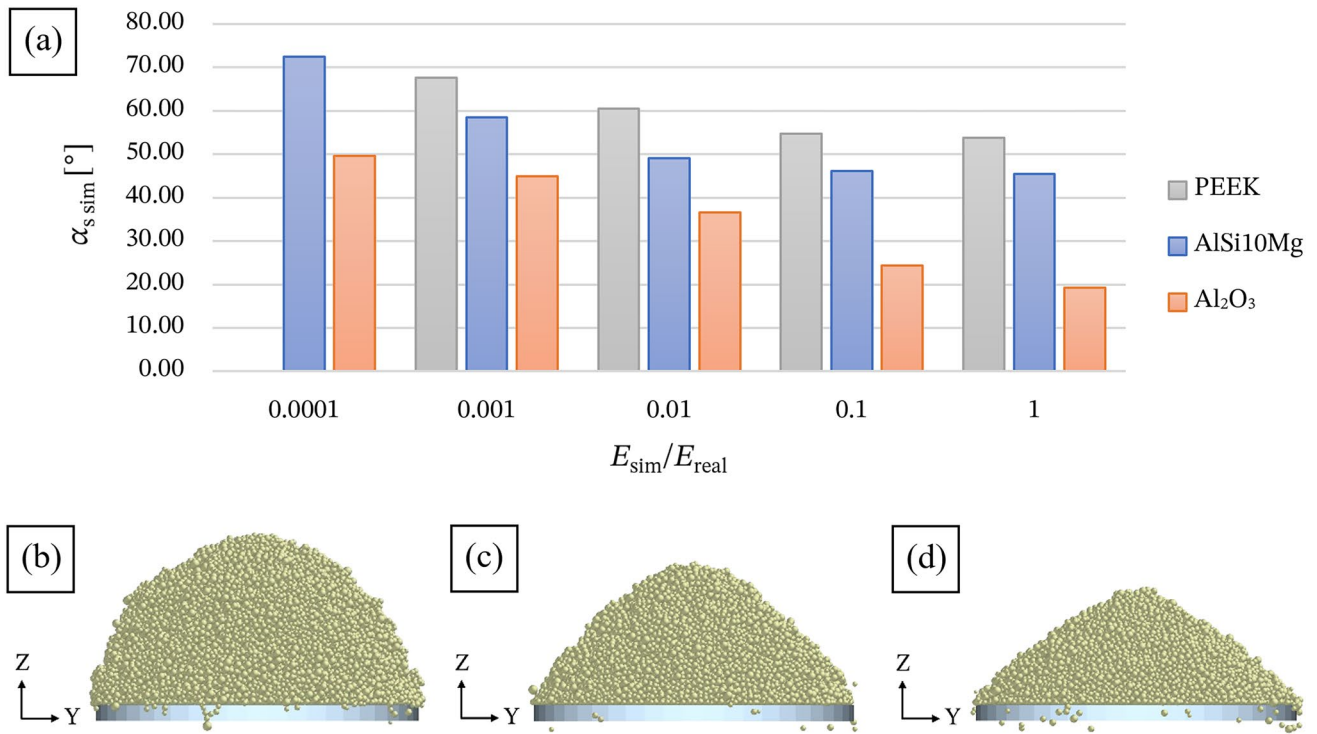 (a)
80.00
70.00
60.00
50.00
40.00
30.00
20.00
10.00
0.00
αs sim [°]
0.0001 0.001 0.01 0.1 1
Esim/Ereal
PEEK
AlSi10Mg
Al₂O₃
(b) (c) (d)
Z Z Z
Y Y Y